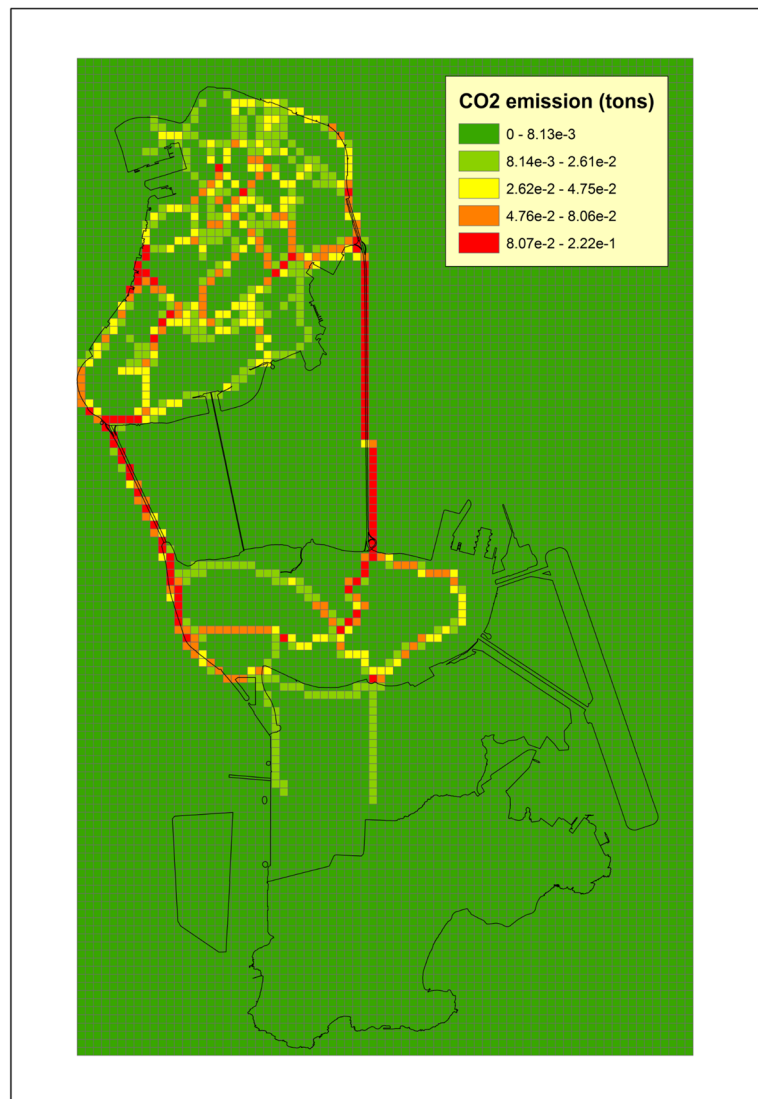 CO2 emission (tons)
0 - 8.13e-3
8.14e-3 - 2.61e-2
2.62e-2 - 4.75e-2
4.76e-2 - 8.06e-2
8.07e-2 - 2.22e-1